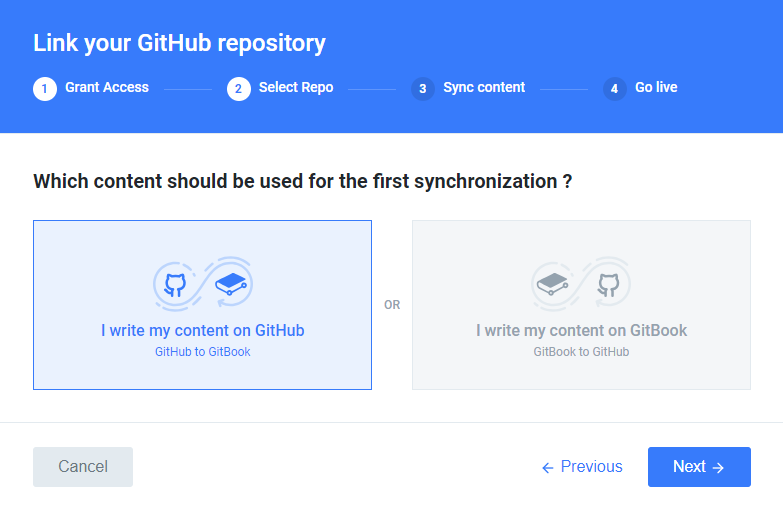 Link your GitHub repository
1 Grant Access 2 Select Repo 3 Sync content 4 Go live
Which content should be used for the first synchronization ?
I write my content on GitHub
GitHub to GitBook
OR
I write my content on GitBook
GitBook to GitHub
Cancel
← Previous
Next →